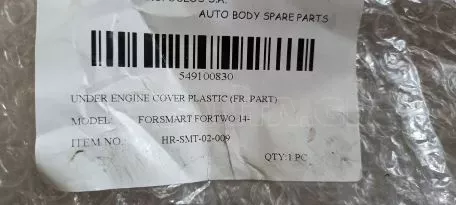 S.A.
AUTO BODY SPARE PARTS
549100830
UNDER ENGINE COVER PLASTIC (FR. PART)
MODEL: FORSMART FORTWO 14-
ITEM NO. HR-SMT-02-009
QTY:1 PC